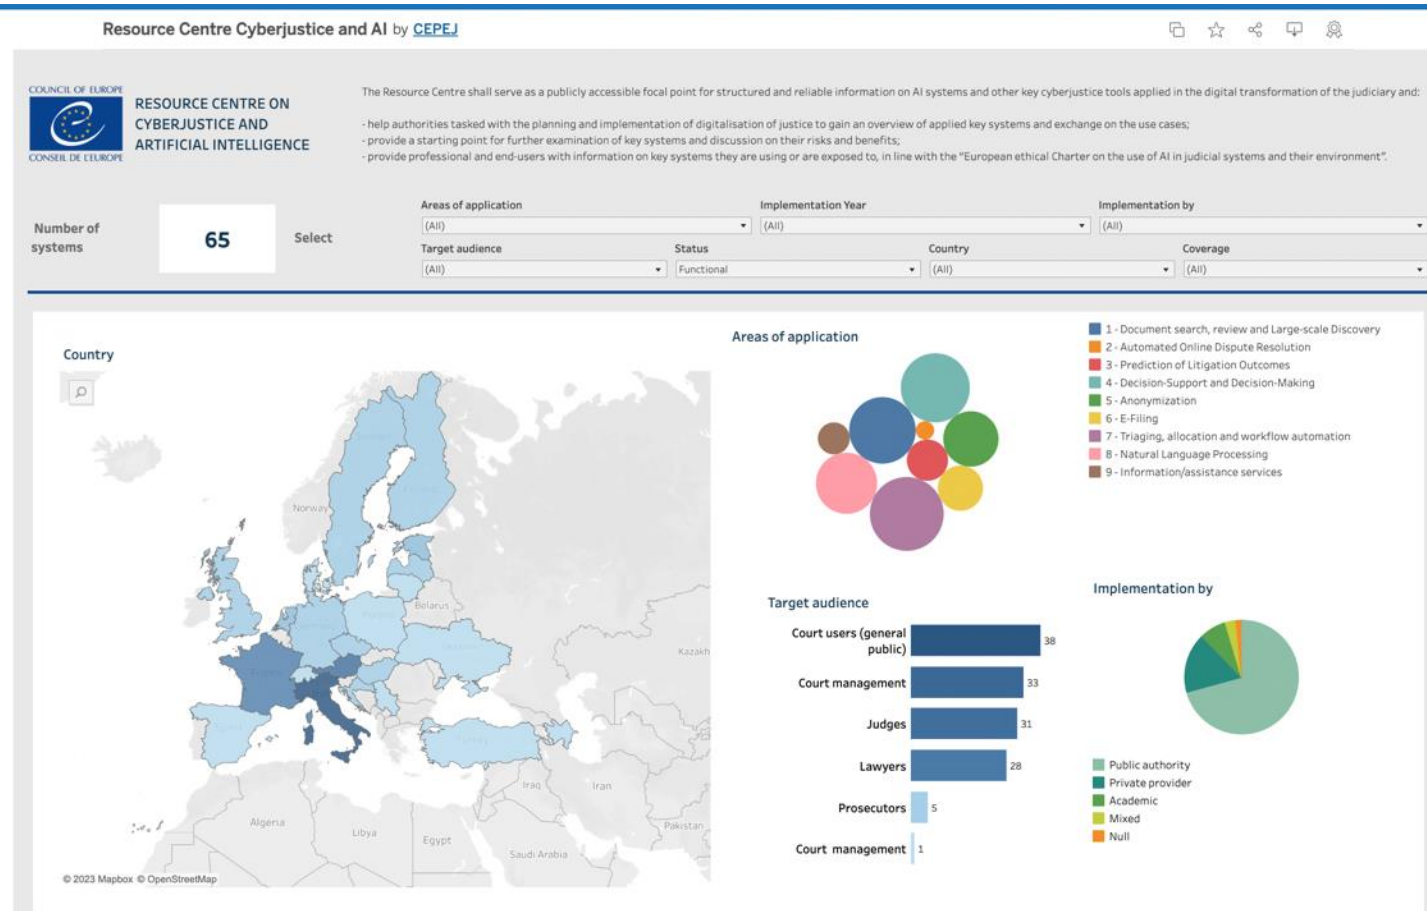 Resource Centre Cyberjustice and AI by CEPEJ
COUNCIL OF EUROPE
CONSEIL DE L'EUROPE
RESOURCE CENTRE ON
CYBERJUSTICE AND
ARTIFICIAL INTELLIGENCE
The Resource Centre shall serve as a publicly accessible focal point for structured and reliable information on AI systems and other key cyberjustice tools applied in the digital transformation of the judiciary and:
- help authorities tasked with the planning and implementation of digitalisation of justice to gain an overview of applied key systems and exchange on the use cases;
- provide a starting point for further examination of key systems and discussion on their risks and benefits;
- provide professional and end-users with information on key systems they are using or are exposed to, in line with the "European ethical Charter on the use of AI in judicial systems and their environment".
Number of
systems
65
Select
Areas of application
(All)
Implementation Year
(All)
Implementation by
(All)
Target audience
(All)
Status
Functional
Country
(All)
Coverage
(All)
Country
Norway
Belarus
Kazakh
Iraq
Iran
Algeria
Libya
Egypt
Saudi Arabia
Pakistan
© 2023 Mapbox © OpenStreetMap
Areas of application
1 - Document search, review and Large-scale Discovery
2 - Automated Online Dispute Resolution
3 - Prediction of Litigation Outcomes
4 - Decision-Support and Decision-Making
5 - Anonymization
6 - E-Filing
7 - Triaging, allocation and workflow automation
8 - Natural Language Processing
9 - Information/assistance services
Target audience
Court users (general
public)
38
Court management
33
Judges
31
Lawyers
28
Prosecutors
5
Court management
1
Implementation by
Public authority
Private provider
Academic
Mixed
Null